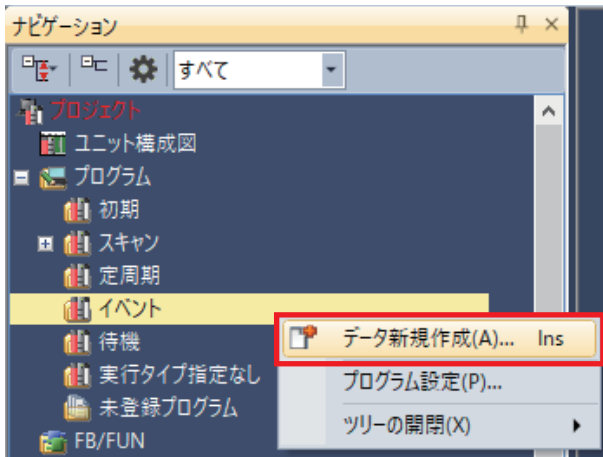 ナビゲーション
すべて
プロジェクト
ユニット構成図
プログラム
初期
スキャン
定周期
イベント
待機
実行タイプ指定なし
未登録プログラム
FB/FUN
データ新規作成(A)... Ins
プログラム設定(P)...
ツリーの開閉(X)